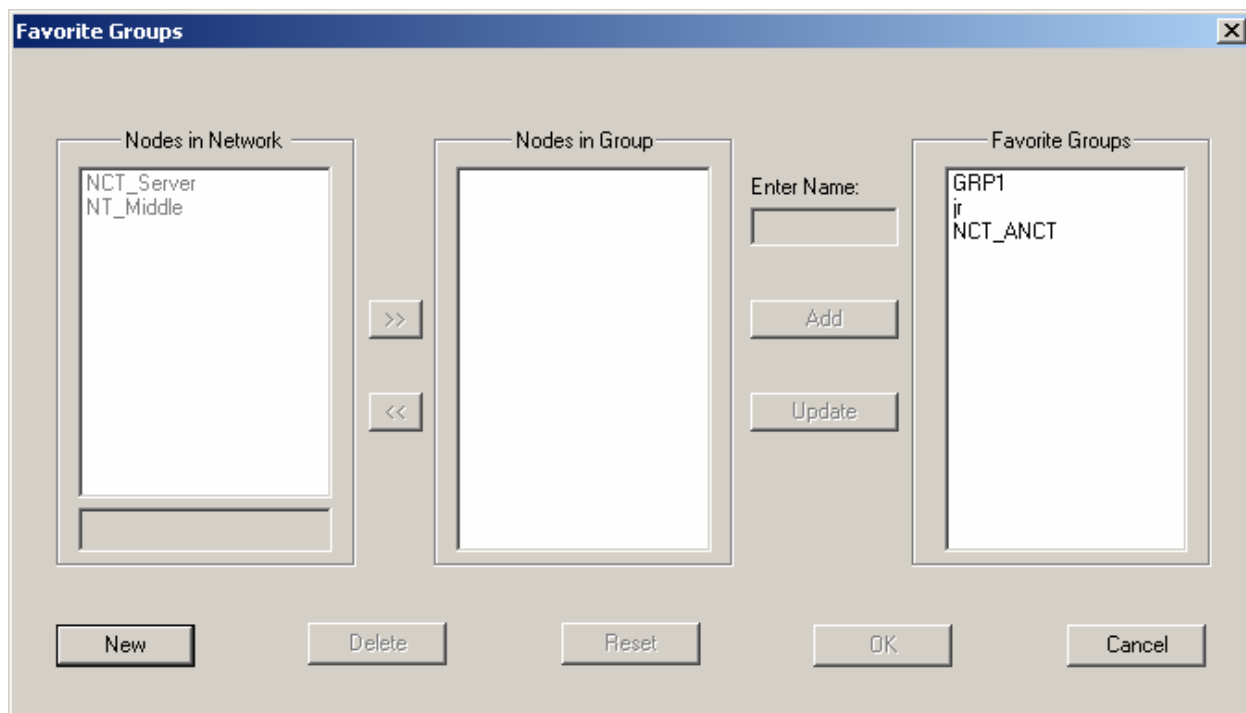 Favorite Groups
Nodes in Network
NCT_Server
NT_Middle
>>
<<
Nodes in Group
Enter Name:
Add
Update
Favorite Groups
GRP1
jr
NCT_ANCT
New
Delete
Reset
OK
Cancel